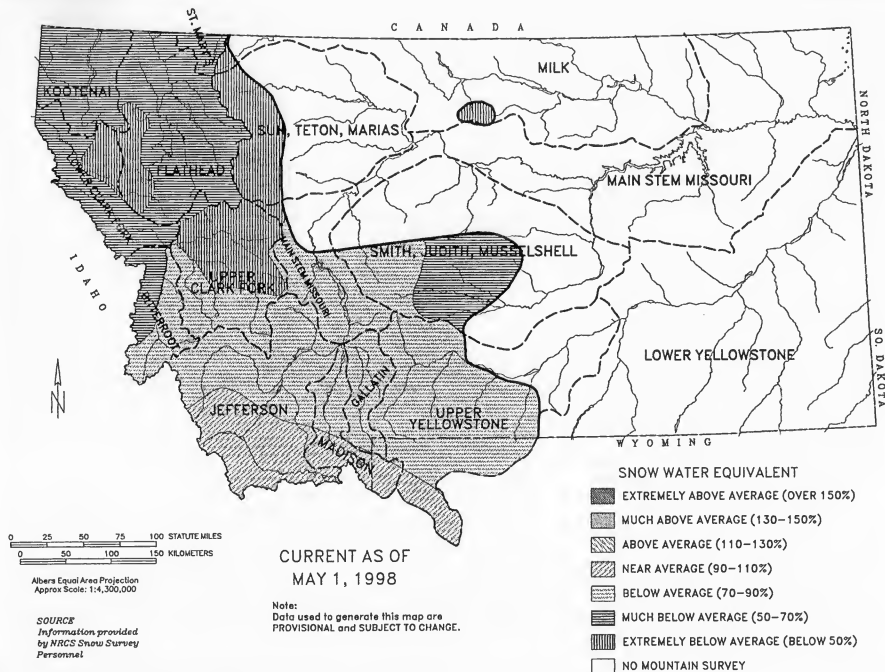 C A N A D A
ST. MARY
MILK
KOOTENAI
SUN, TETON, MARIAS
NORTH DAKOTA
FLATHEAD
LOWER CLARK FORK
MAIN STEM MISSOURI
SMITH, JUDITH, MUSSELSHELL
MAIN STEM MISSOURI
UPPER
CLARK FORK
IDAHO
BITTERROOT
SO. DAKOTA
LOWER YELLOWSTONE
N
GALLATIN
JEFFERSON
UPPER
YELLOWSTONE
WYOMING
MADISON
SNOW WATER EQUIVALENT
EXTREMELY ABOVE AVERAGE (OVER 150%)
MUCH ABOVE AVERAGE (130-150%)
ABOVE AVERAGE (110-130%)
NEAR AVERAGE (90-110%)
BELOW AVERAGE (70-90%)
MUCH BELOW AVERAGE (50-70%)
EXTREMELY BELOW AVERAGE (BELOW 50%)
NO MOUNTAIN SURVEY
0 25 50 75 100 STATUTE MILES
0 50 100 150 KILOMETERS
Albers Equal Area Projection
Approx Scale: 1:4,300,000
CURRENT AS OF
MAY 1, 1998
Note:
Data used to generate this map are
PROVISIONAL and SUBJECT TO CHANGE.
SOURCE
Information provided
by NRCS Snow Survey
Personnel